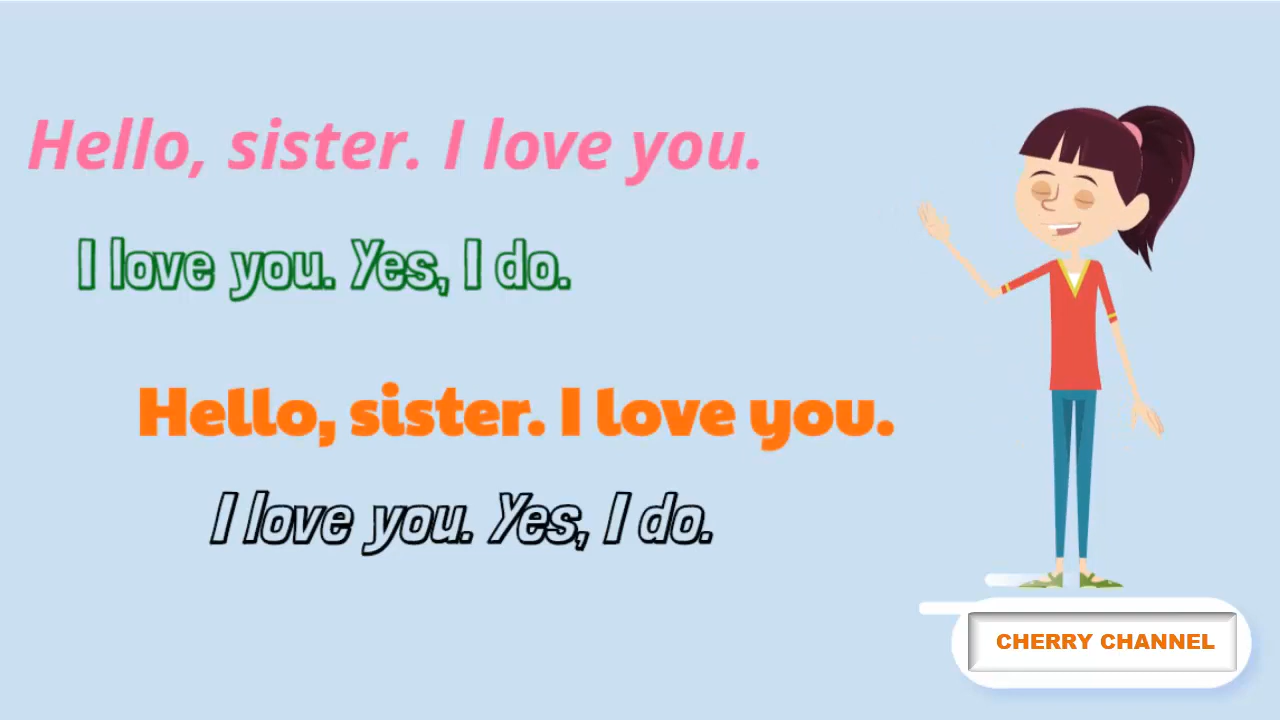 Hello, sister. I love you.
I love you. Yes, I do.
Hello, sister. I love you.
I love you. Yes, I do.
CHERRY CHANNEL